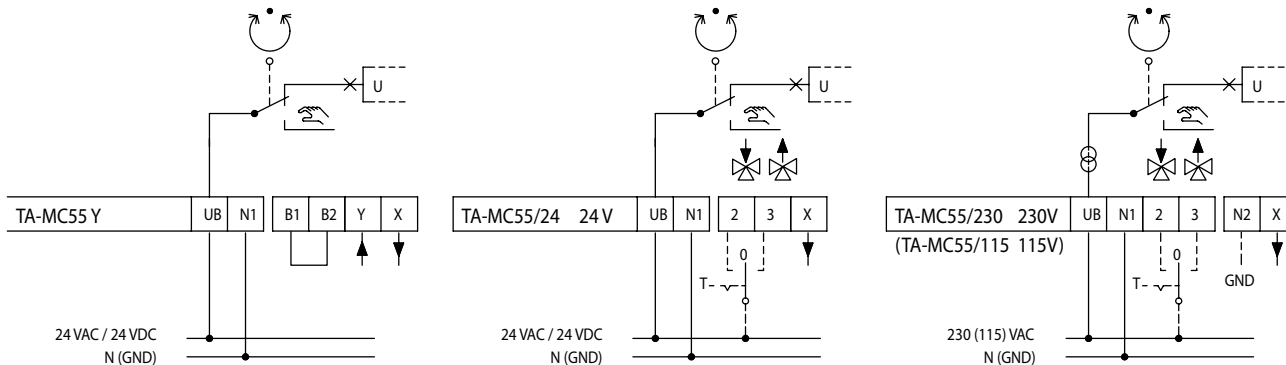 U
U
U
TA-MC55 Y UB N1 B1 B2 Y X
TA-MC55/24 24 V UB N1 2 3 X
TA-MC55/230 230V UB N1 2 3 N2 X
(TA-MC55/115 115V)
0
T
0
T
GND
24 VAC / 24 VDC
N (GND)
24 VAC / 24 VDC
N (GND)
230 (115) VAC
N (GND)